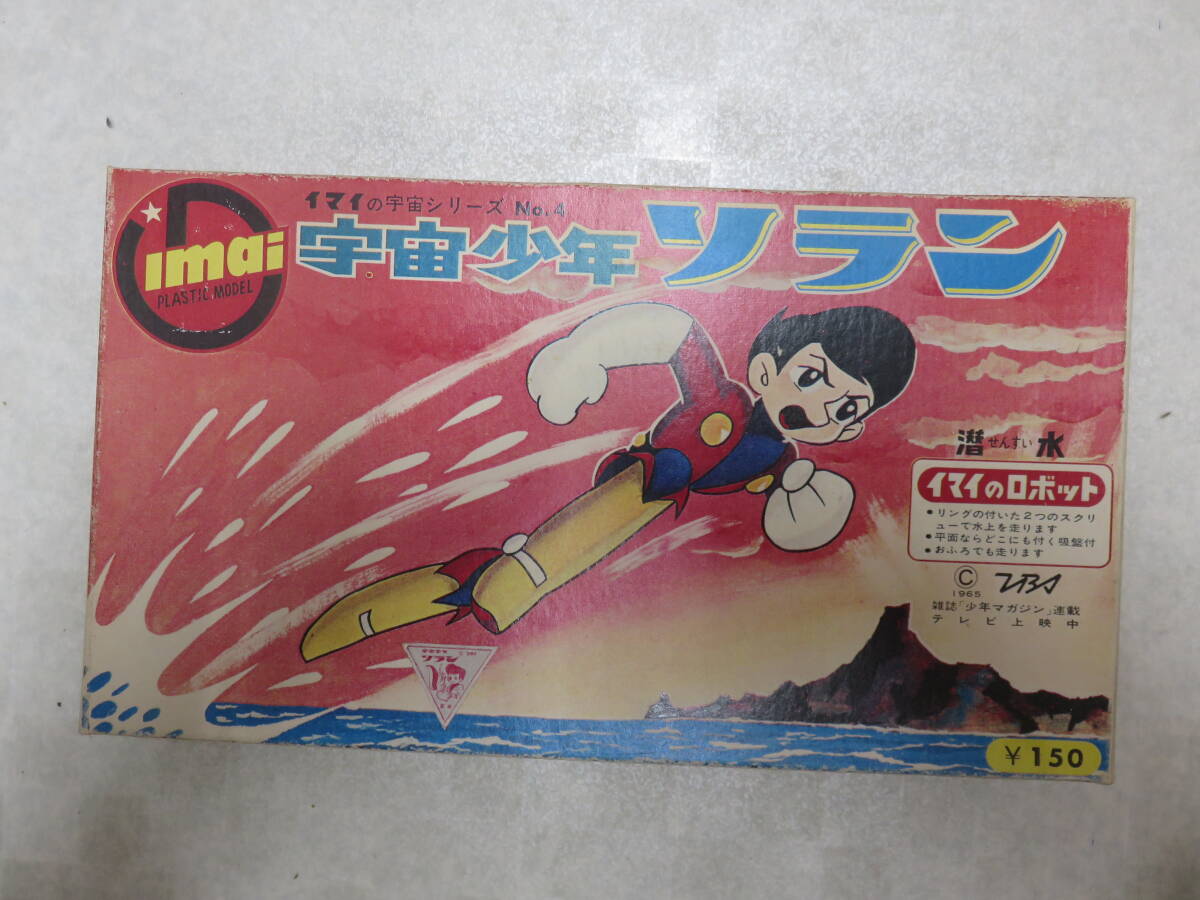 imai
PLASTIC MODEL
イマイの宇宙シリーズ No.4
宇宙少年 ソラン
潜せんすい水
イマイのロボット
•リングの付いた2つのスクリ
ューで水上を走ります
•平面ならどこにも付く吸盤付
•おふろでも走ります
© TBS
1965
雑誌「少年マガジン」連載
テレビ上映中
ソラン
¥150